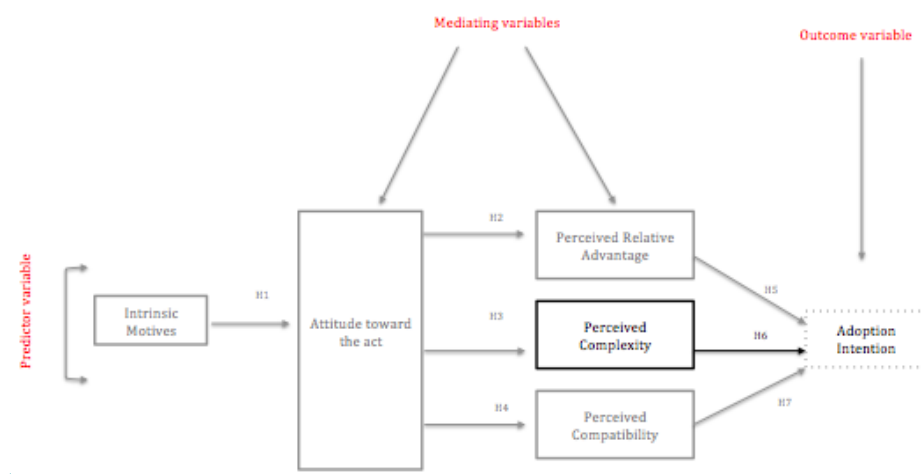 Mediating variables
Outcome variable
Predictor variable
Intrinsic
Motives
H1
Attitude toward
the act
H2
H3
H4
Perceived Relative
Advantage
Perceived
Complexity
Perceived
Compatibility
H5
H6
H7
Adoption
Intention